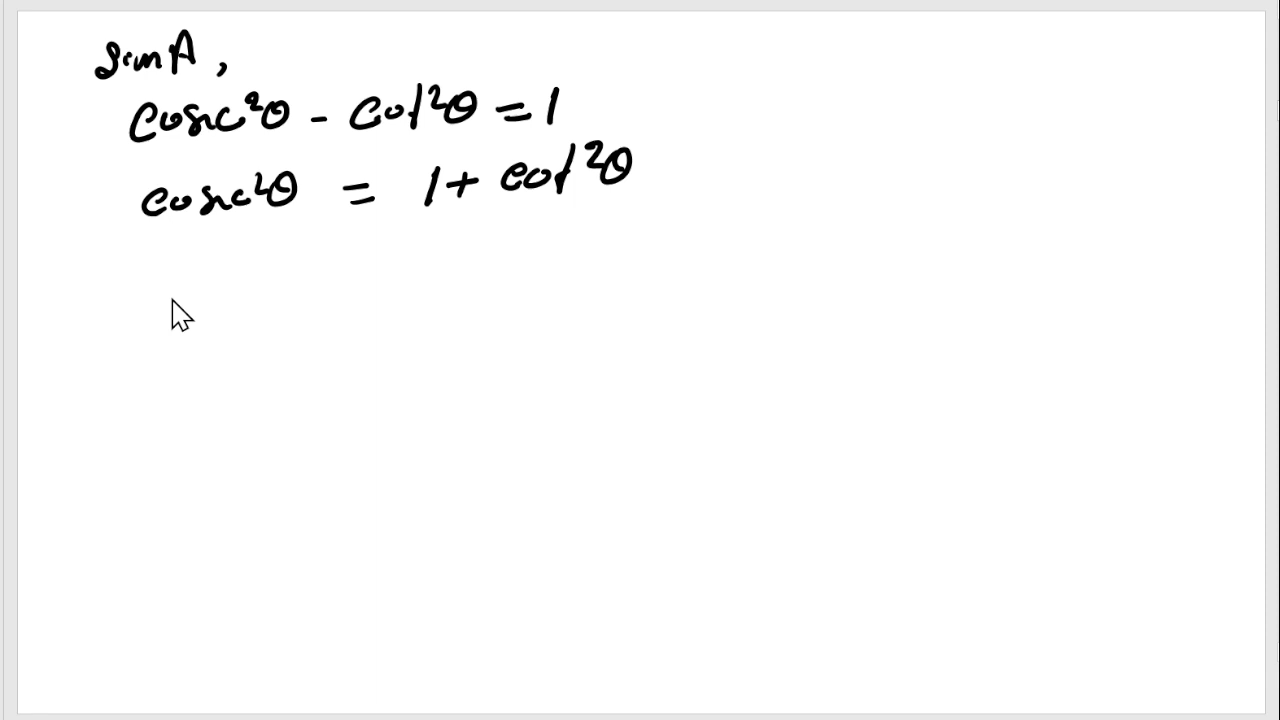 sin A,
cosec²θ - cot²θ = 1
cosec²θ = 1 + cot²θ